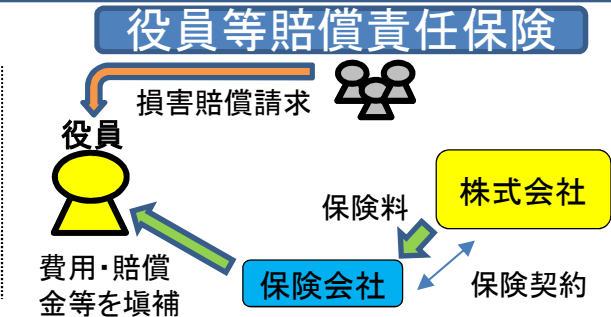 役員等賠償責任保険
損害賠償請求
役員
株式会社
保険料
費用・賠償
金等を塡補
保険会社
保険契約